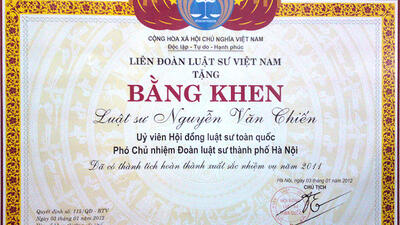 CỘNG HÒA XÃ HỘI CHỦ NGHĨA VIỆT NAM
Độc lập - Tự do - Hạnh phúc
LIÊN ĐOÀN LUẬT SƯ VIỆT NAM
TẶNG
BẰNG KHEN
Luật sư Nguyễn Văn Chiến
Uỷ viên Hội đồng luật sư toàn quốc
Phó Chủ nhiệm Đoàn luật sư thành phố Hà Nội
Đã có thành tích hoàn thành xuất sắc nhiệm vụ năm 2011
Hà Nội, ngày 03 tháng 01 năm 2012
CHỦ TỊCH
Quyết định số: 115/QĐ - BTV
Ngày 03 tháng 01 năm 2012